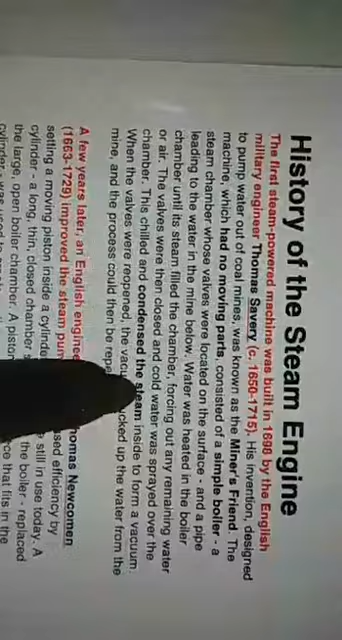 History of the Steam Engine
The first steam-powered machine was built in 1698 by the English
military engineer Thomas Savery (c. 1650-1715). His invention, designed
to pump water out of coal mines, was known as the Miner's Friend. The
machine, which had no moving parts, consisted of a simple boiler - a
steam chamber whose valves were located on the surface - and a pipe
leading to the water in the mine below. Water was heated in the boiler
chamber until its steam filled the chamber, forcing out any remaining water
or air. The valves were then closed and cold water was sprayed over the
chamber. This chilled and condensed the steam inside to form a vacuum.
When the valves were reopened, the vacuu ucked up the water from the
mine, and the process could then be repe
A few years later, an English enginee homas Newcomen
(1663-1729) improved the steam pum sed efficiency by
setting a moving piston inside a cylinde still in use today. A
cylinder - a long, thin, closed chamber the boiler - replaced
the large, open boiler chamber. A piston ce that fits in the
cylinder